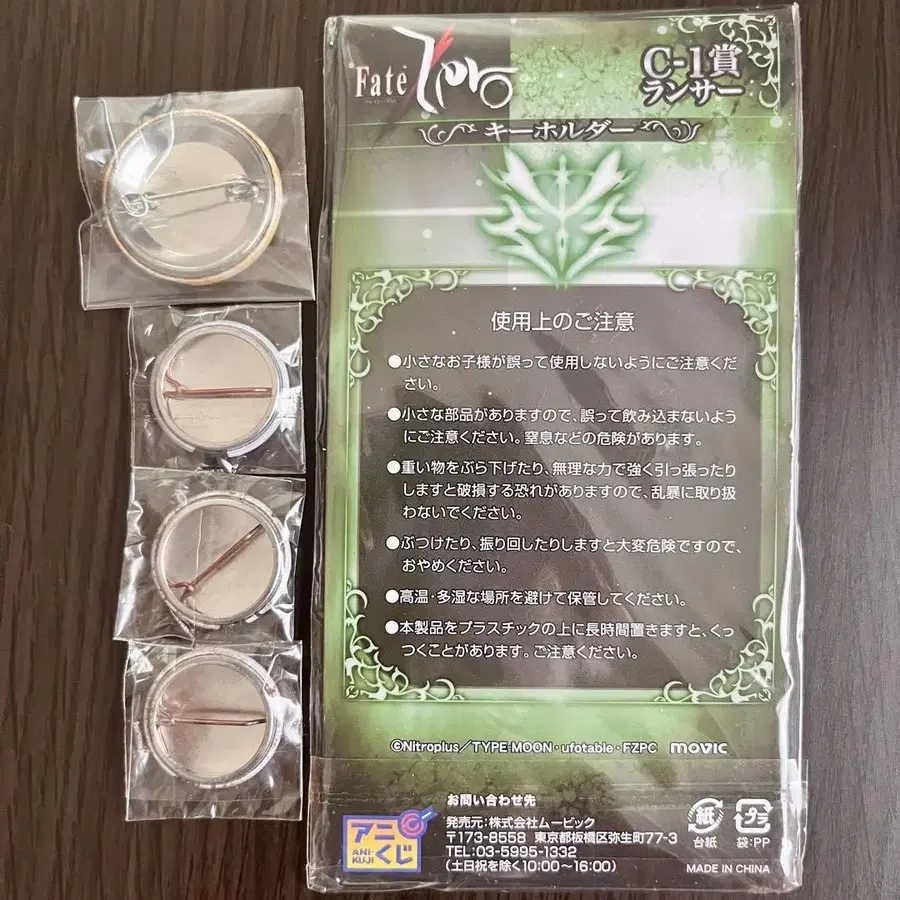 Fate/Zero
C-1賞
ランサー
キーホルダー
使用上のご注意
●小さなお子様が誤って使用しないようにご注意くだ
さい。
●小さな部品がありますので、誤って飲み込まないよう
にご注意ください。窒息などの危険があります。
●重い物をぶら下げたり、無理な力で強く引っ張ったり
しますと破損する恐れがありますので、乱暴に取り扱
わないでください。
●ぶつけたり、振り回したりしますと大変危険ですので、
おやめください。
●高温・多湿な場所を避けて保管してください。
●本製品をプラスチックの上に長時間置きますと、くっ
つくことがあります。ご注意ください。
©Nitroplus/TYPE-MOON・ufotable・FZPC movic
アニくじ
ANI-KUJI
お問い合わせ先
発売元:株式会社ムービック
〒173-8558 東京都板橋区弥生町77-3
TEL:03-5995-1332
(土日祝を除く10:00〜16:00)
紙
台紙
プラ
袋:PP
MADE IN CHINA